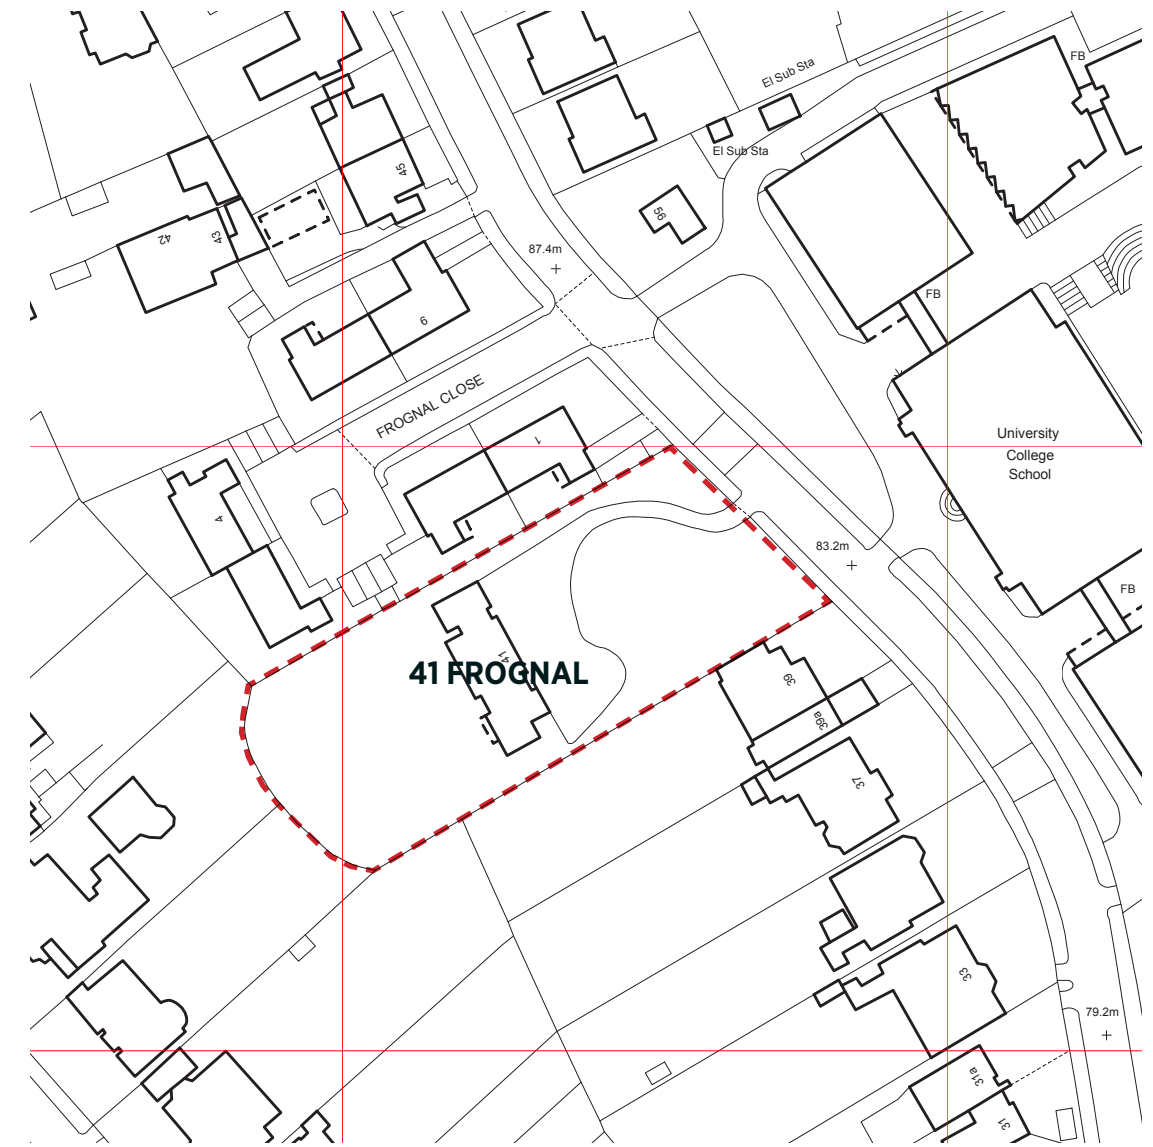 FB
El Sub Sta
El Sub Sta
45
95
42
43
87.4m
FB
9
FROGNAL CLOSE
University
College
School
1
4
83.2m
FB
41
41 FROGNAL
39
39a
37
33
79.2m
31a
31